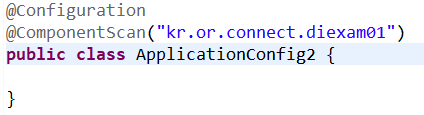 @Configuration
@ComponentScan("kr.or.connect.diexam01")
public class ApplicationConfig2 {
}